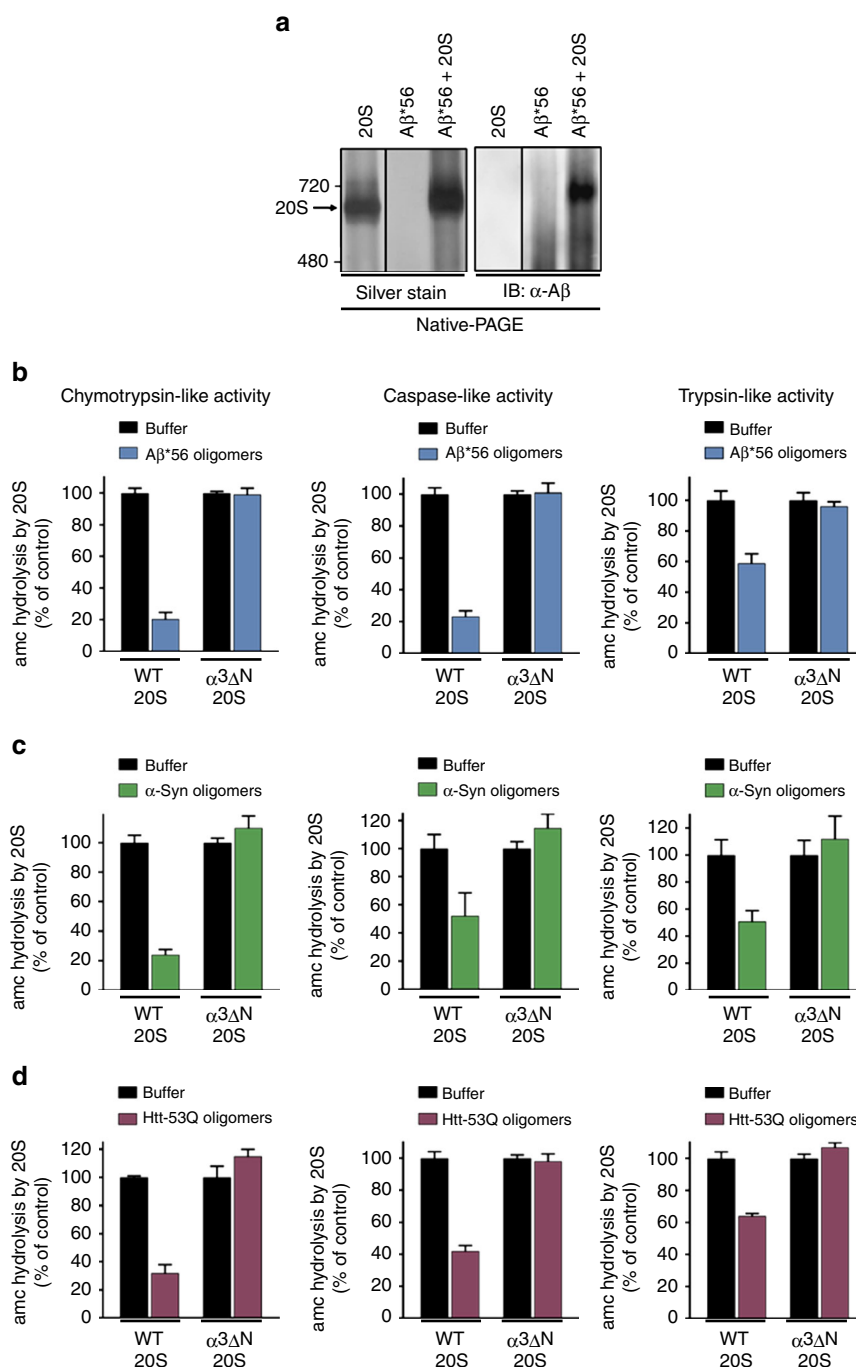 a
20S
Aβ*56
Aβ*56 + 20S
20S
Aβ*56
Aβ*56 + 20S
720
20S
480
Silver stain
IB: α-Aβ
Native-PAGE
b
Chymotrypsin-like activity
Caspase-like activity
Trypsin-like activity
Buffer
Aβ*56 oligomers
Buffer
Aβ*56 oligomers
Buffer
Aβ*56 oligomers
amc hydrolysis by 20S
(% of control)
100
80
60
40
20
0
WT
20S
α3ΔN
20S
amc hydrolysis by 20S
(% of control)
100
80
60
40
20
0
WT
20S
α3ΔN
20S
amc hydrolysis by 20S
(% of control)
100
80
60
40
20
0
WT
20S
α3ΔN
20S
c
Buffer
α-Syn oligomers
Buffer
α-Syn oligomers
Buffer
α-Syn oligomers
amc hydrolysis by 20S
(% of control)
100
80
60
40
20
0
WT
20S
α3ΔN
20S
amc hydrolysis by 20S
(% of control)
120
100
80
60
40
20
0
WT
20S
α3ΔN
20S
amc hydrolysis by 20S
(% of control)
120
100
80
60
40
20
0
WT
20S
α3ΔN
20S
d
Buffer
Htt-53Q oligomers
Buffer
Htt-53Q oligomers
Buffer
Htt-53Q oligomers
amc hydrolysis by 20S
(% of control)
120
100
80
60
40
20
0
WT
20S
α3ΔN
20S
amc hydrolysis by 20S
(% of control)
100
80
60
40
20
0
WT
20S
α3ΔN
20S
amc hydrolysis by 20S
(% of control)
100
80
60
40
20
0
WT
20S
α3ΔN
20S